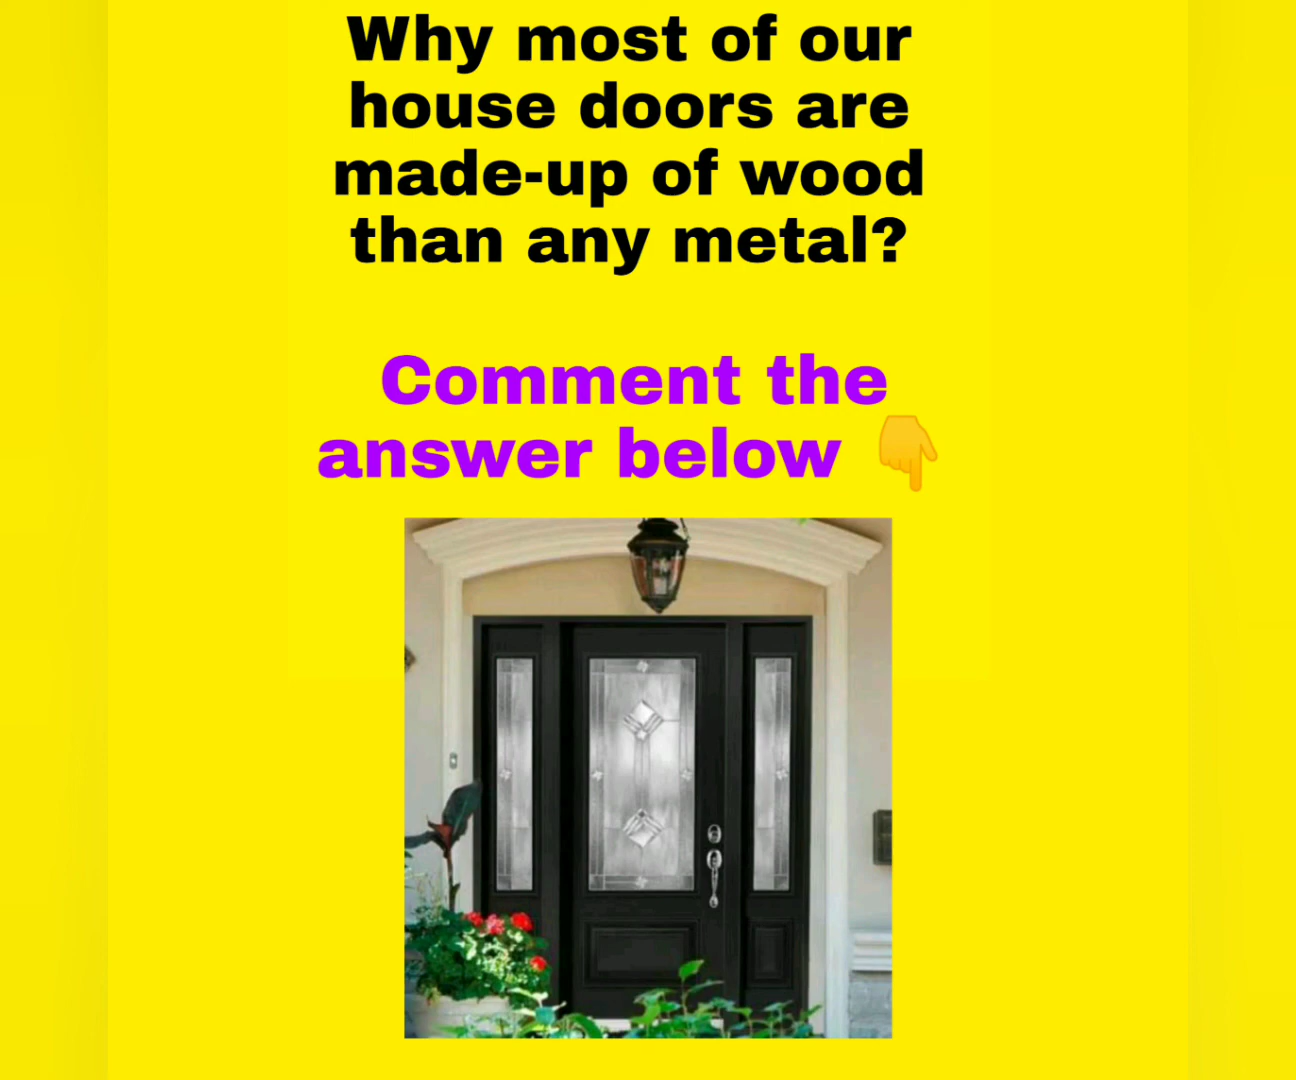 Why most of our
house doors are
made-up of wood
than any metal?
Comment the
answer below 👇